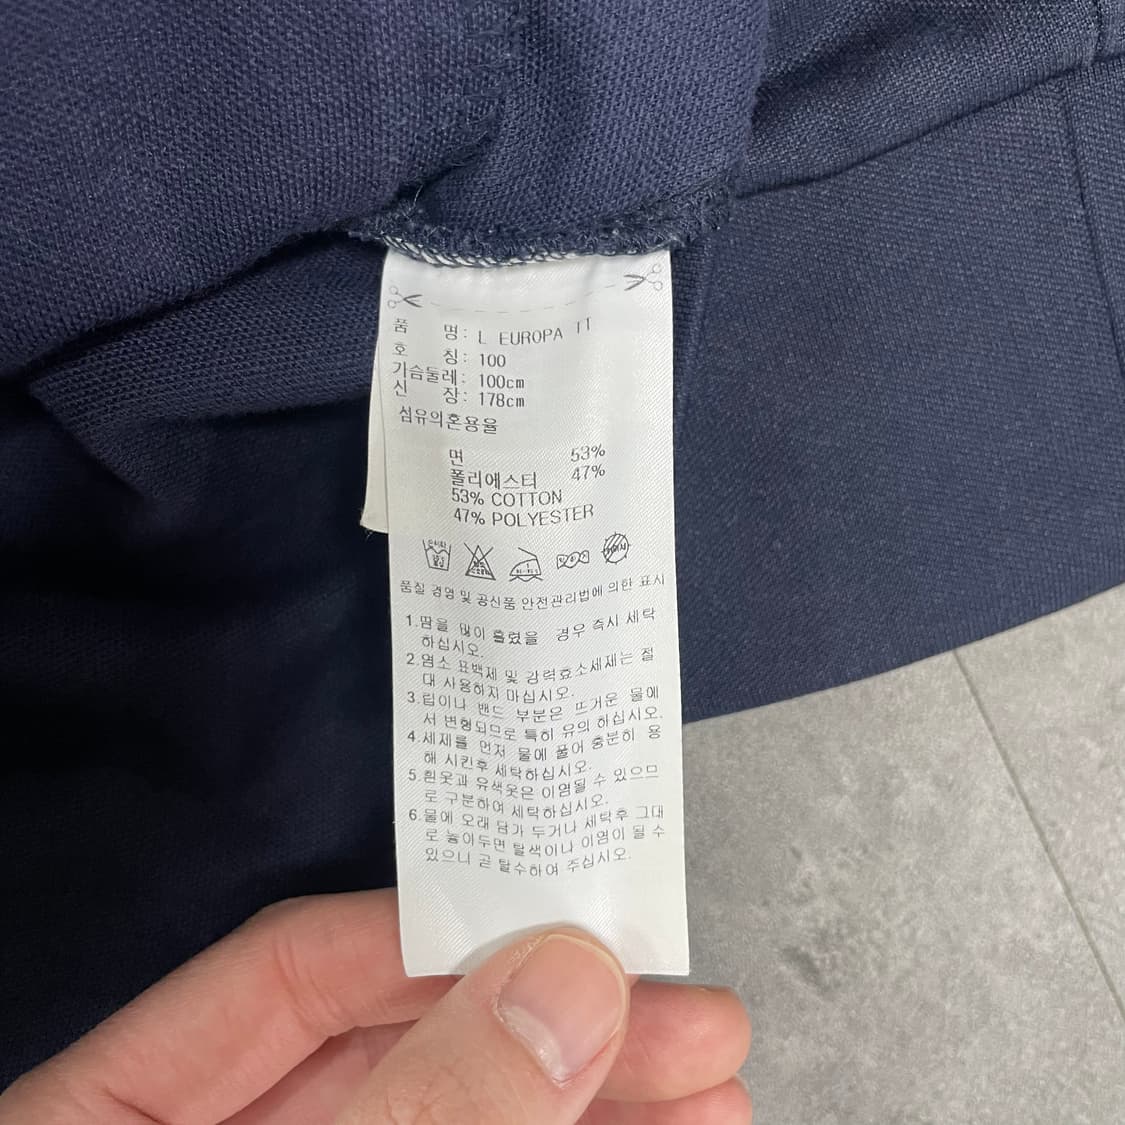 품 명: L EUROPA TT
호 칭: 100
가슴둘레: 100cm
신 장: 178cm
섬유의혼용율
면 53%
폴리에스터 47%
53% COTTON
47% POLYESTER
품질 경영 및 공산품 안전관리법에 의한 표시
1.땀을 많이 흘렸을 경우 즉시 세탁
하십시오.
2.염소 표백제 및 강력효소세제는 절
대 사용하지 마십시오.
3.립이나 밴드 부분은 뜨거운 물에
서 변형되므로 특히 유의 하십시오.
4.세제를 먼저 물에 풀어 충분히 용
해 시킨후 세탁하십시오.
5.흰옷과 유색옷은 이염될 수 있으므
로 구분하여 세탁하십시오.
6.물에 오래 담가 두거나 세탁후 그대
로 놓아두면 탈색이나 이염이 될 수
있으니 곧 탈수하여 주십시오.